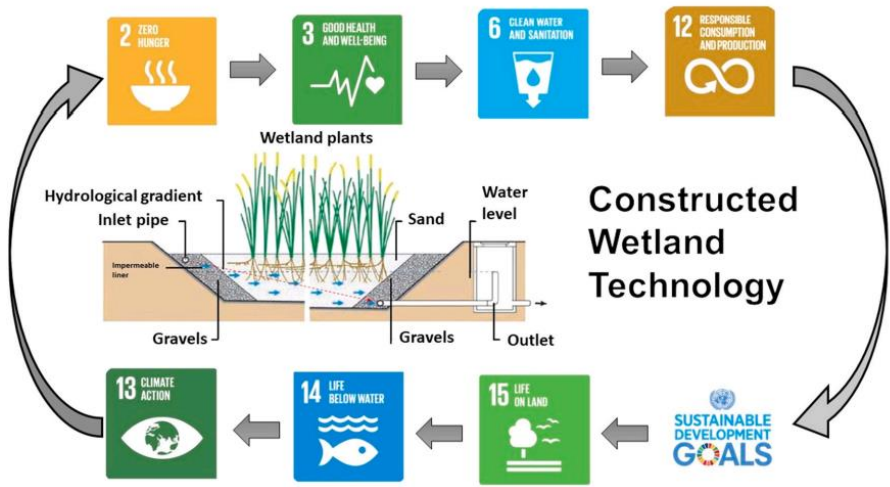 2 ZERO
HUNGER
3 GOOD HEALTH
AND WELL-BEING
6 CLEAN WATER
AND SANITATION
12 RESPONSIBLE
CONSUMPTION
AND PRODUCTION
Wetland plants
Hydrological gradient
Inlet pipe
Impermeable
liner
Gravels
Sand
Water
level
Gravels
Outlet
Constructed
Wetland
Technology
13 CLIMATE
ACTION
14 LIFE
BELOW WATER
15 LIFE
ON LAND
SUSTAINABLE
DEVELOPMENT
GOALS